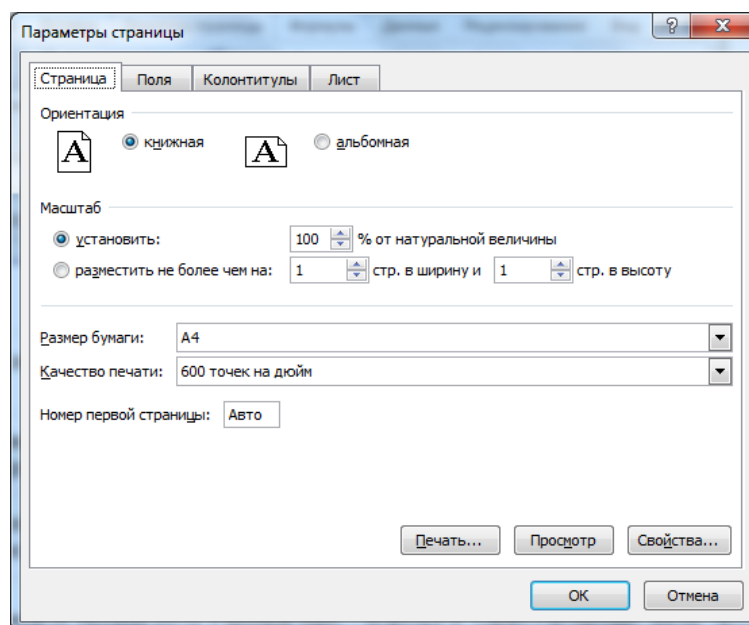 Параметры страницы
Страница Поля Колонтитулы Лист
Ориентация
A книжная A альбомная
Масштаб
установить: 100 % от натуральной величины
разместить не более чем на: 1 стр. в ширину и 1 стр. в высоту
Размер бумаги: A4
Качество печати: 600 точек на дюйм
Номер первой страницы: Авто
Печать... Просмотр Свойства...
ОК Отмена